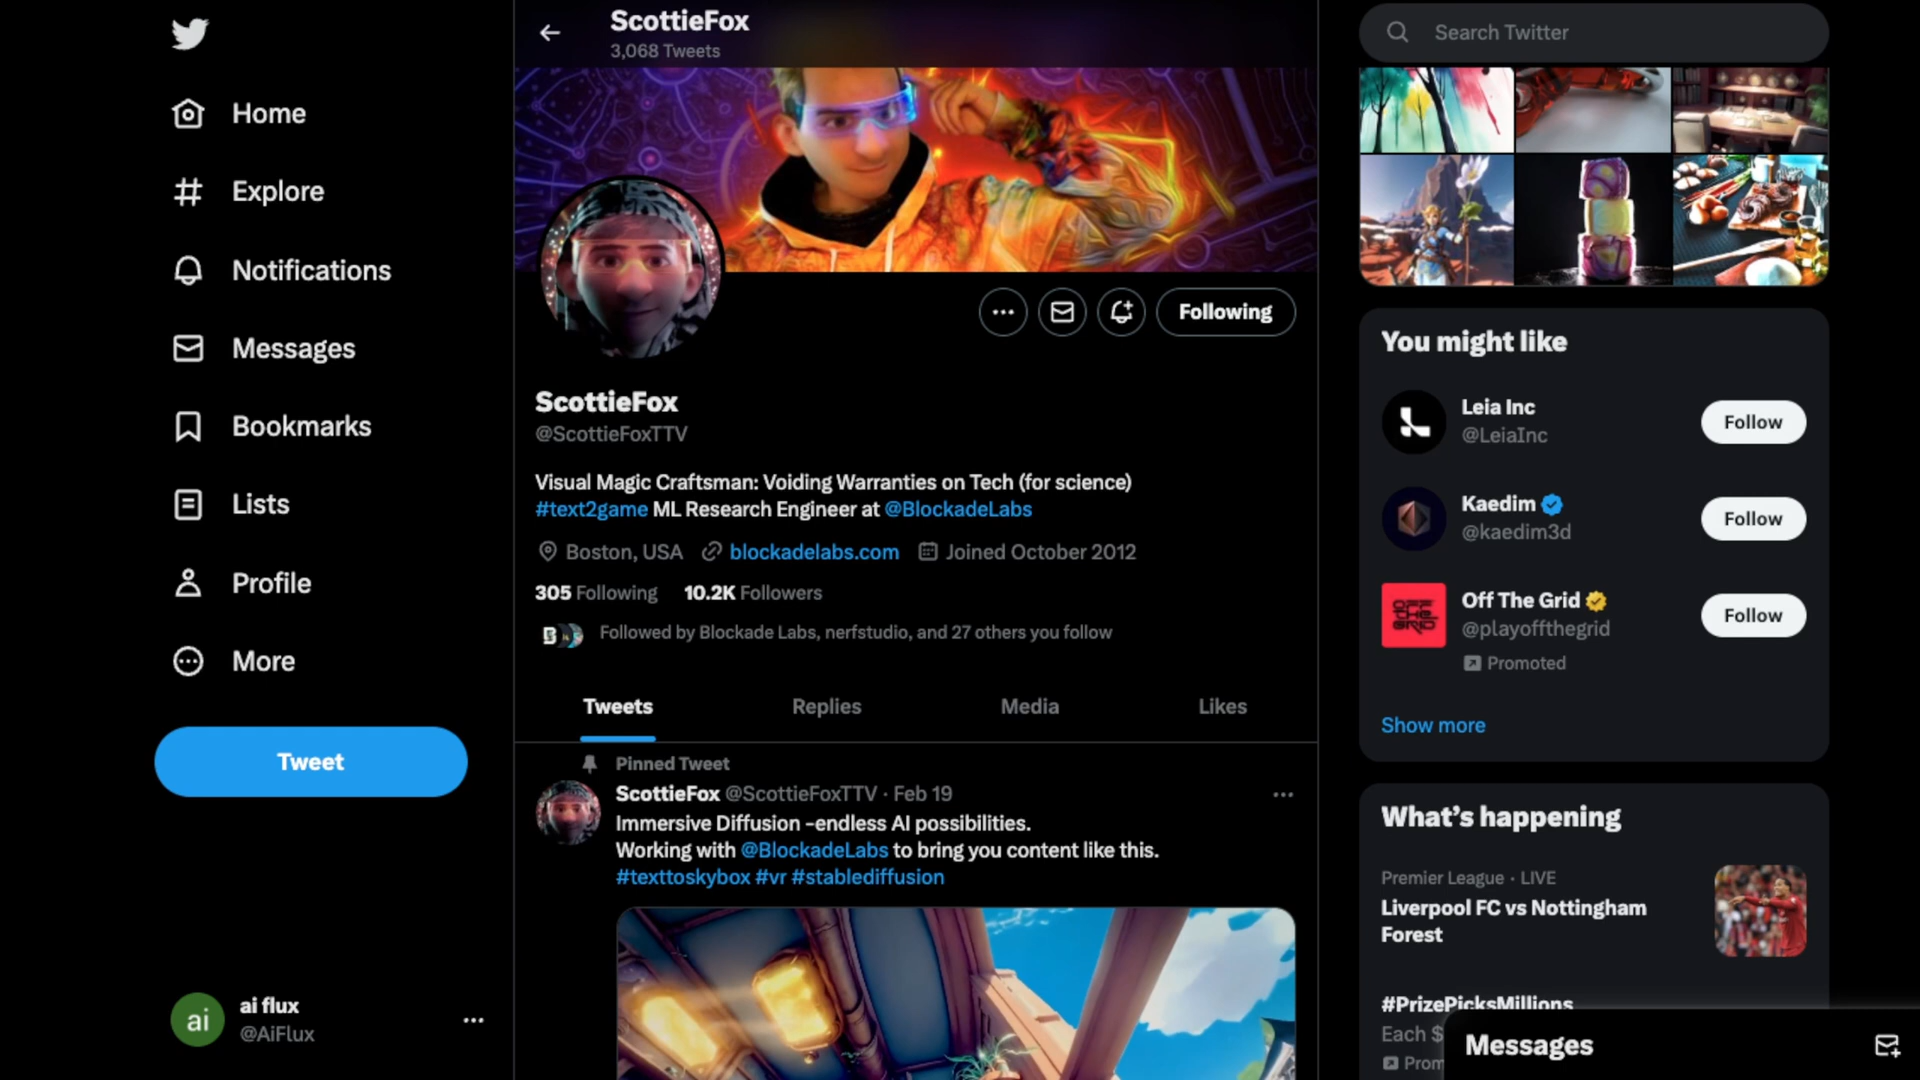 Home
Explore
Notifications
Messages
Bookmarks
Lists
Profile
More
Tweet
ai
ai flux
@AiFlux
ScottieFox
3,068 Tweets
Following
ScottieFox
@ScottieFoxTTV
Visual Magic Craftsman: Voiding Warranties on Tech (for science)
#text2game ML Research Engineer at @BlockadeLabs
Boston, USA blockadelabs.com Joined October 2012
305 Following 10.2K Followers
Followed by Blockade Labs, nerfstudio, and 27 others you follow
Tweets Replies Media Likes
Pinned Tweet
ScottieFox @ScottieFoxTTV · Feb 19
Immersive Diffusion -endless AI possibilities.
Working with @BlockadeLabs to bring you content like this.
#texttoskybox #vr #stablediffusion
Search Twitter
You might like
Leia Inc
@LeiaInc
Follow
Kaedim
@kaedim3d
Follow
OFF
THE
GRID
Off The Grid
@playoffthegrid
Promoted
Follow
Show more
What's happening
Premier League · LIVE
Liverpool FC vs Nottingham
Forest
#PrizePicksMillions
Each $
Prom
Messages